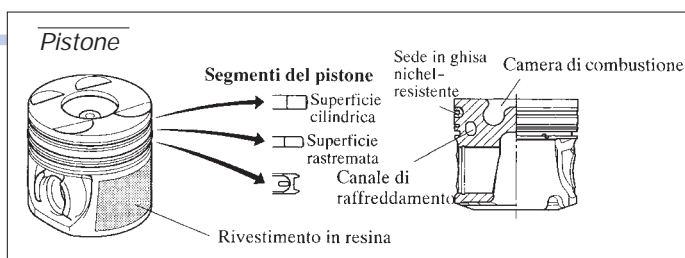 Pistone
Segmenti del pistone
Superficie
cilindrica
Superficie
rastremata
Rivestimento in resina
Sede in ghisa
nichel-
resistente
Camera di combustione
Canale di
raffreddamento